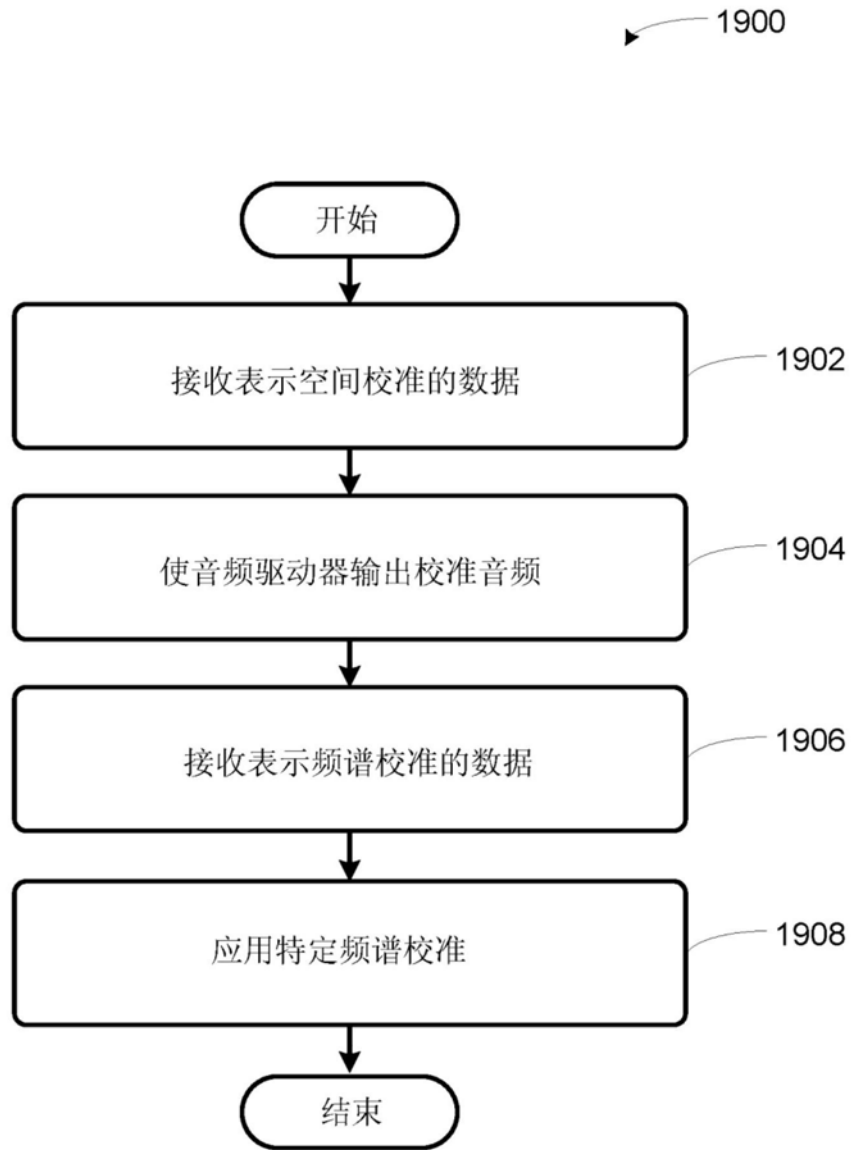 1900
开始
接收表示空间校准的数据
1902
使音频驱动器输出校准音频
1904
接收表示频谱校准的数据
1906
应用特定频谱校准
1908
结束